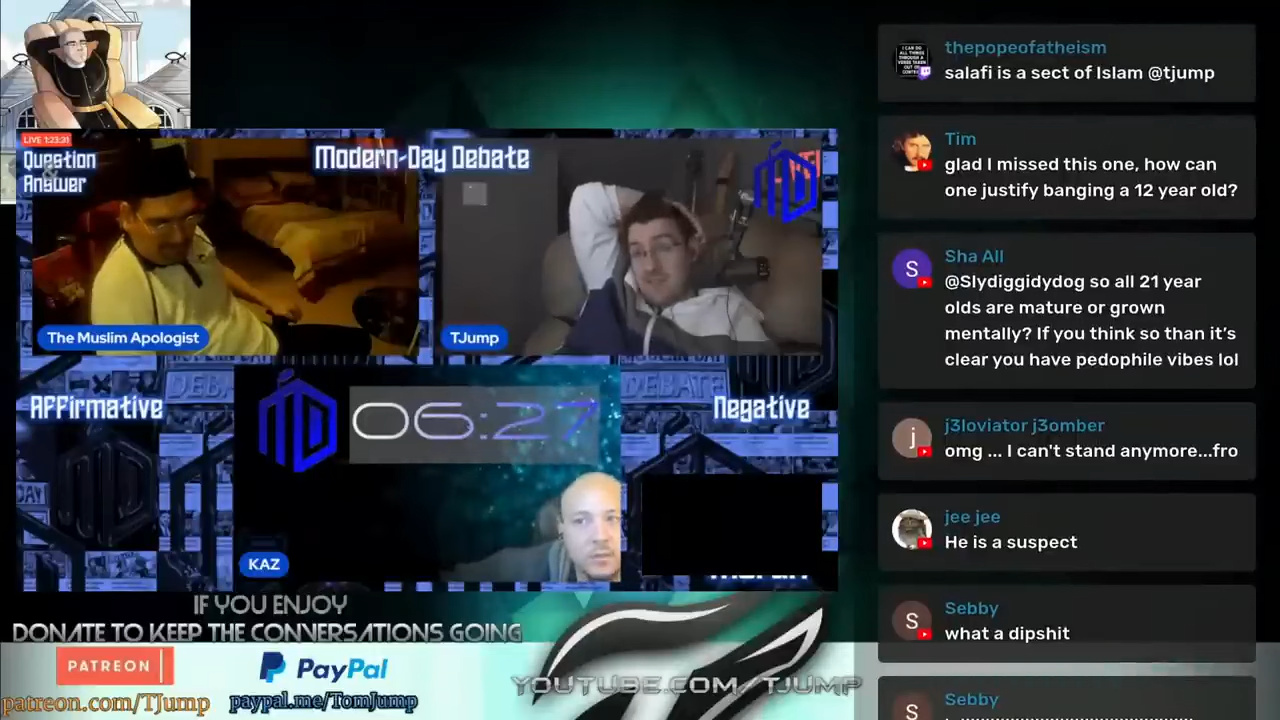 LIVE 1:23:31
Question
&
Answer
Modern-Day Debate
The Muslim Apologist
TJump
Affirmative
Negative
DEBATE
06:27
KAZ
IF YOU ENJOY
DONATE TO KEEP THE CONVERSATIONS GOING
PATREON
PayPal
patreon.com/TJump
paypal.me/TomJump
YOUTUBE.COM/TJUMP
thepopeofatheism
salafi is a sect of Islam @tjump
Tim
glad I missed this one, how can
one justify banging a 12 year old?
S
Sha All
@Slydiggidydog so all 21 year
olds are mature or grown
mentally? If you think so than it's
clear you have pedophile vibes lol
j
j3loviator j3omber
omg ... I can't stand anymore...fro
jee jee
He is a suspect
S
Sebby
what a dipshit
S
Sebby